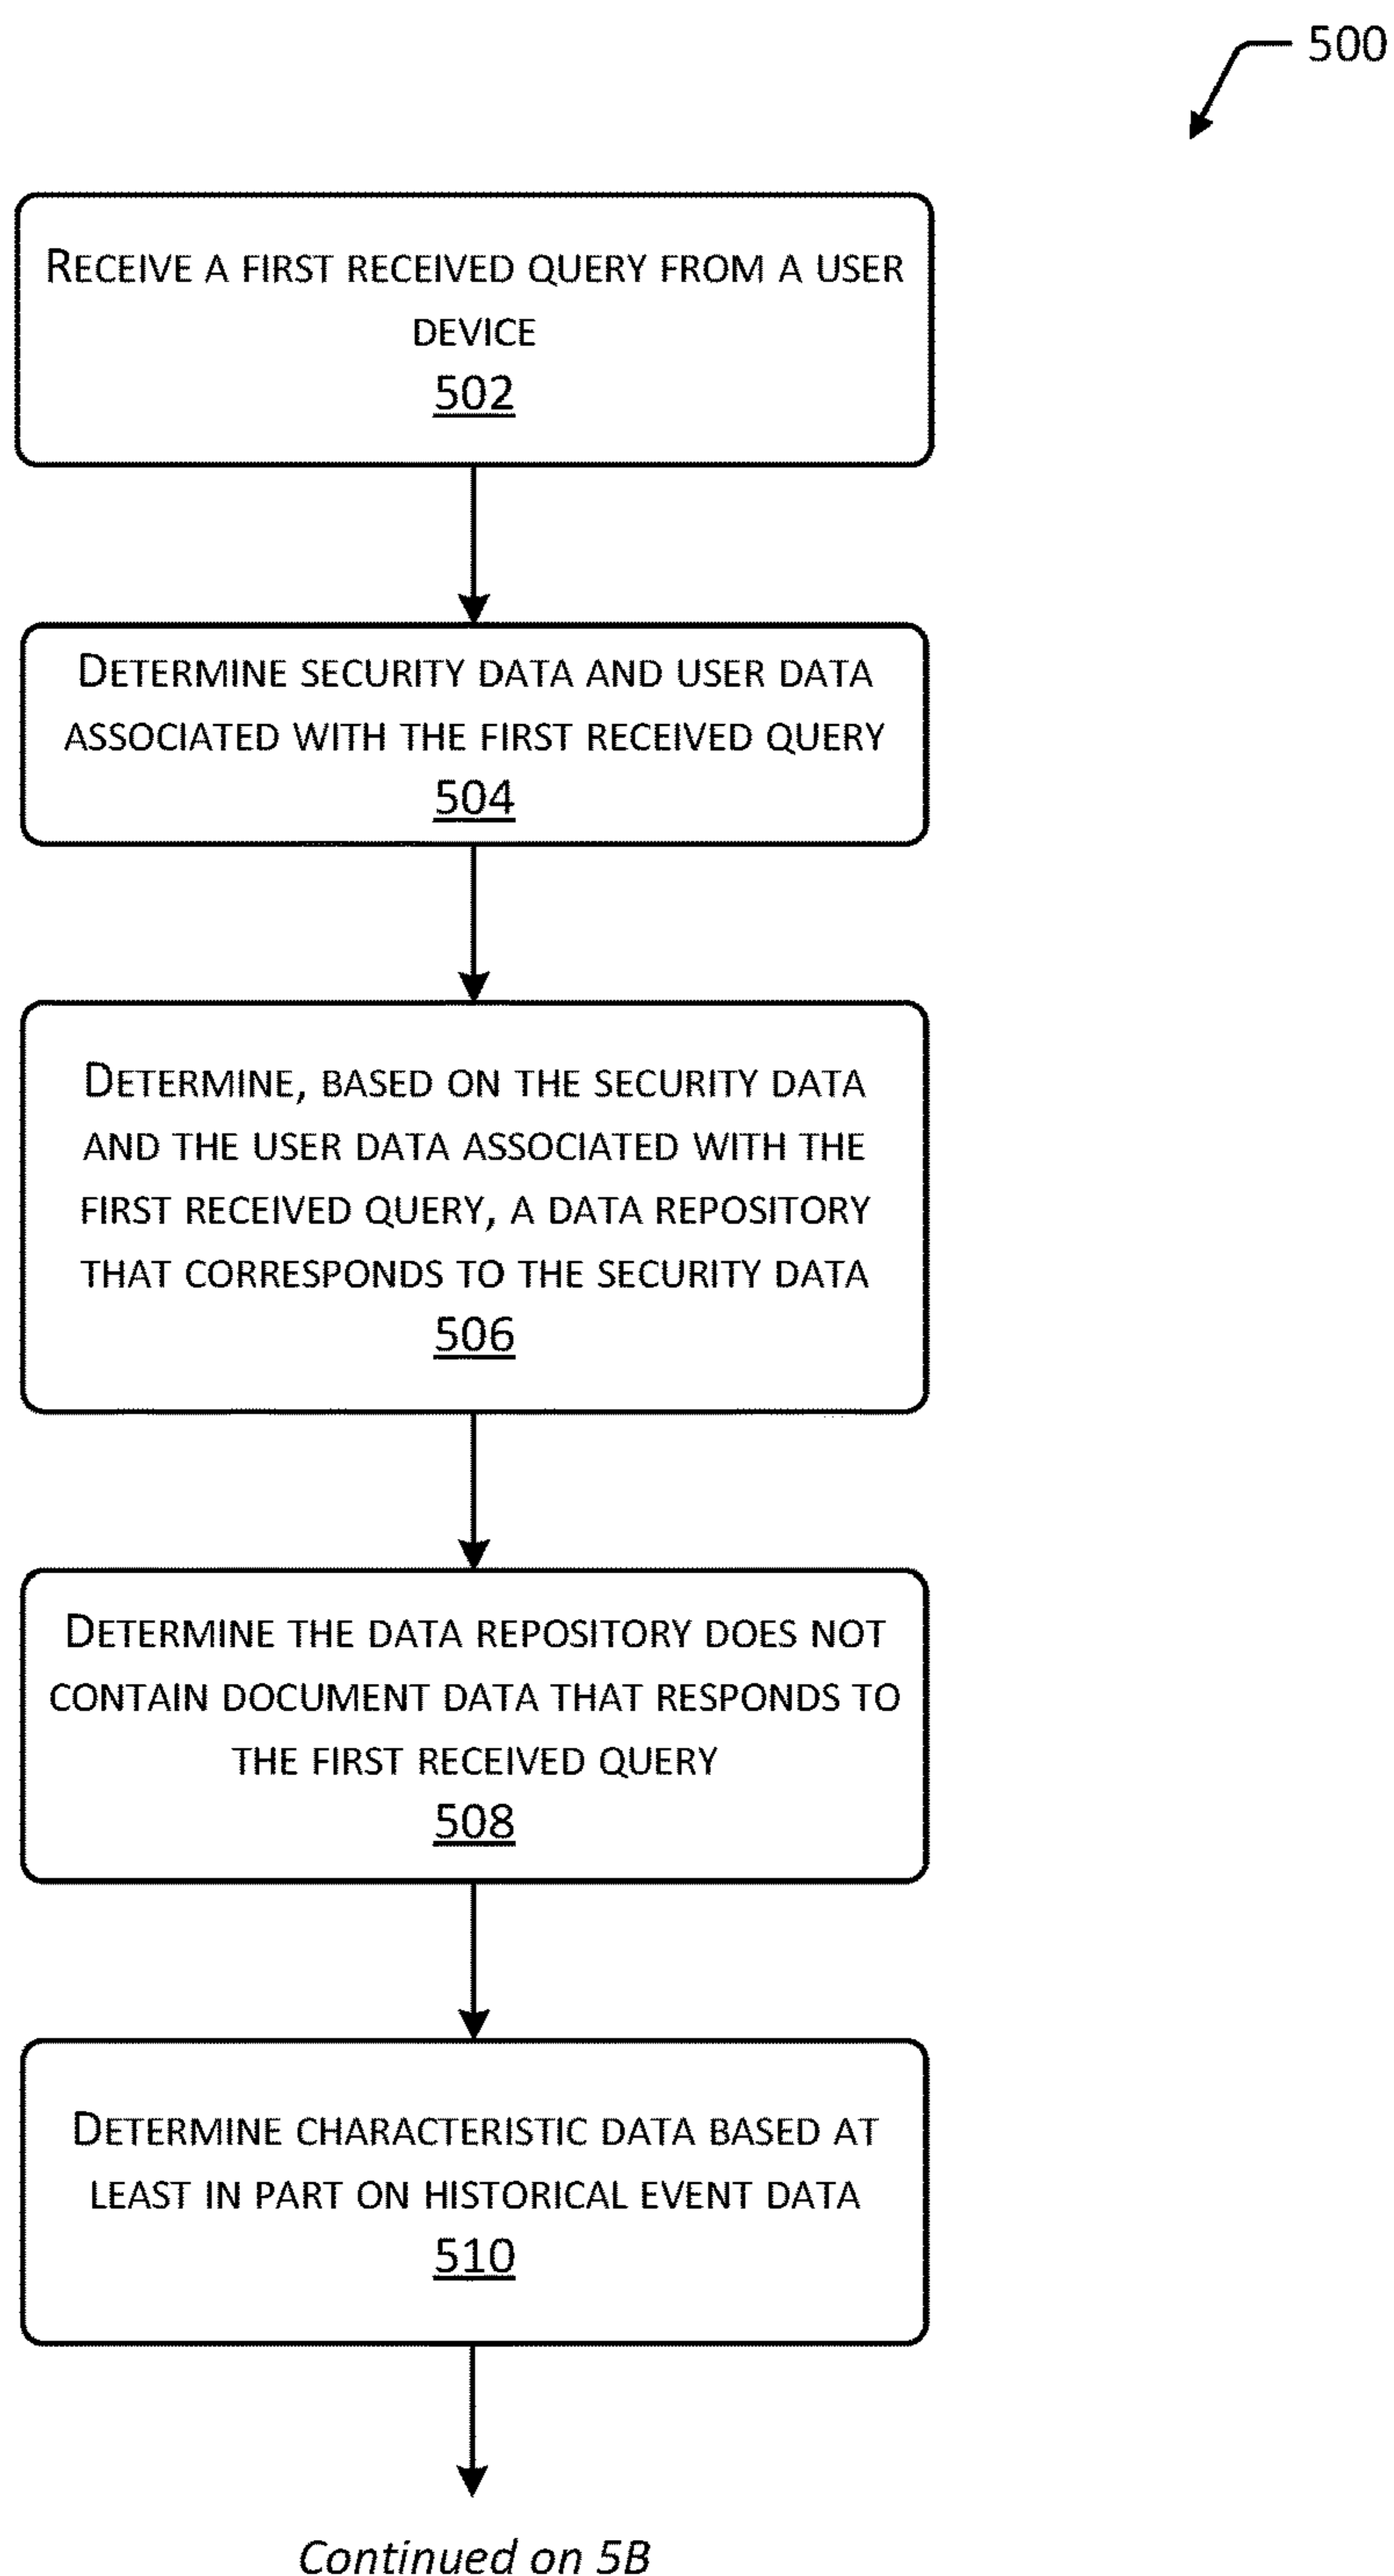 500
RECEIVE A FIRST RECEIVED QUERY FROM A USER
DEVICE
502
DETERMINE SECURITY DATA AND USER DATA
ASSOCIATED WITH THE FIRST RECEIVED QUERY
504
DETERMINE, BASED ON THE SECURITY DATA
AND THE USER DATA ASSOCIATED WITH THE
FIRST RECEIVED QUERY, A DATA REPOSITORY
THAT CORRESPONDS TO THE SECURITY DATA
506
DETERMINE THE DATA REPOSITORY DOES NOT
CONTAIN DOCUMENT DATA THAT RESPONDS TO
THE FIRST RECEIVED QUERY
508
DETERMINE CHARACTERISTIC DATA BASED AT
LEAST IN PART ON HISTORICAL EVENT DATA
510
Continued on 5B